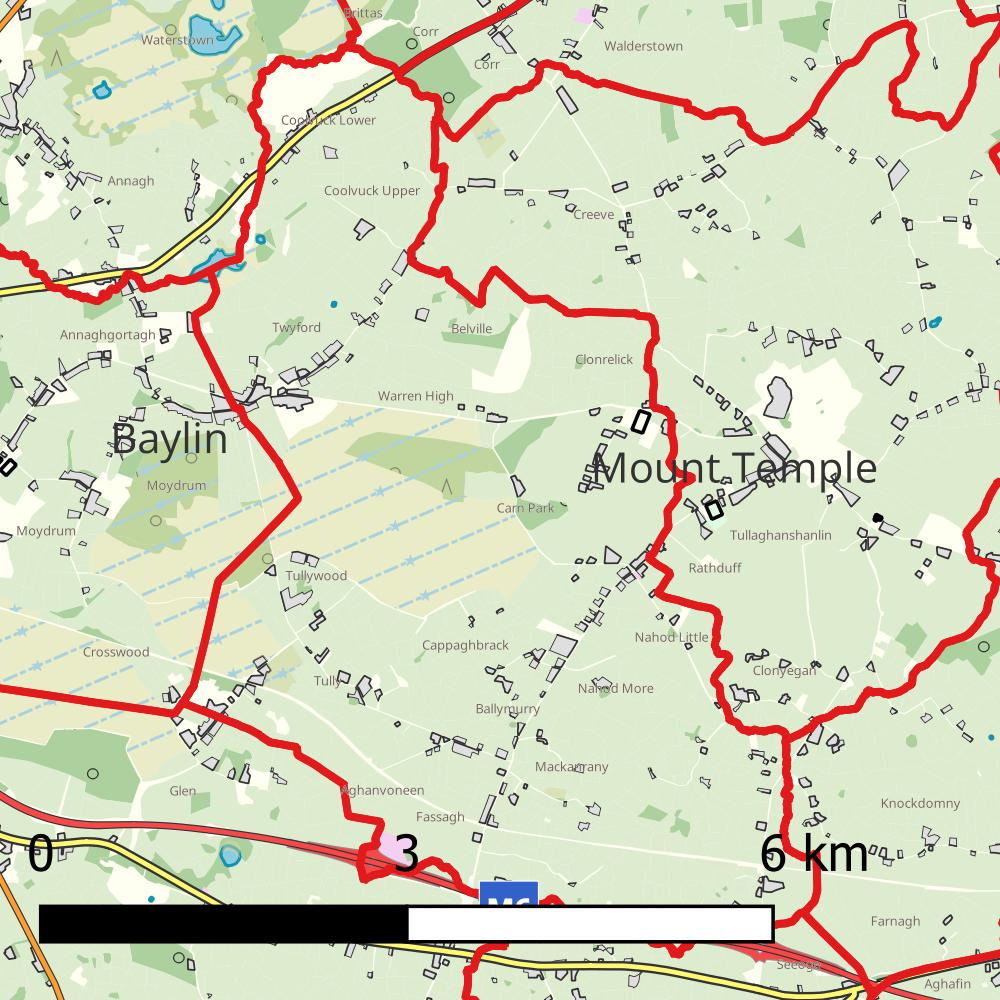 Brittas
Corr
Waterstown
Walderstown
Corr
Coolvuck Lower
Annagh
Coolvuck Upper
Creeve
Annaghgortagh
Twyford
Belville
Clonrelick
Warren High
Baylin
Mount Temple
Moydrum
Carn Park
Moydrum
Tullaghanshanlin
Tullywood
Rathduff
Nahod Little
Cappaghbrack
Crosswood
Clonyegan
Tully
Nahod More
Ballymurry
Mackanrany
Glen
Aghanvoneen
Knockdomny
Fassagh
0 3 6 km
M6
Farnagh
Seeoge
Aghafin